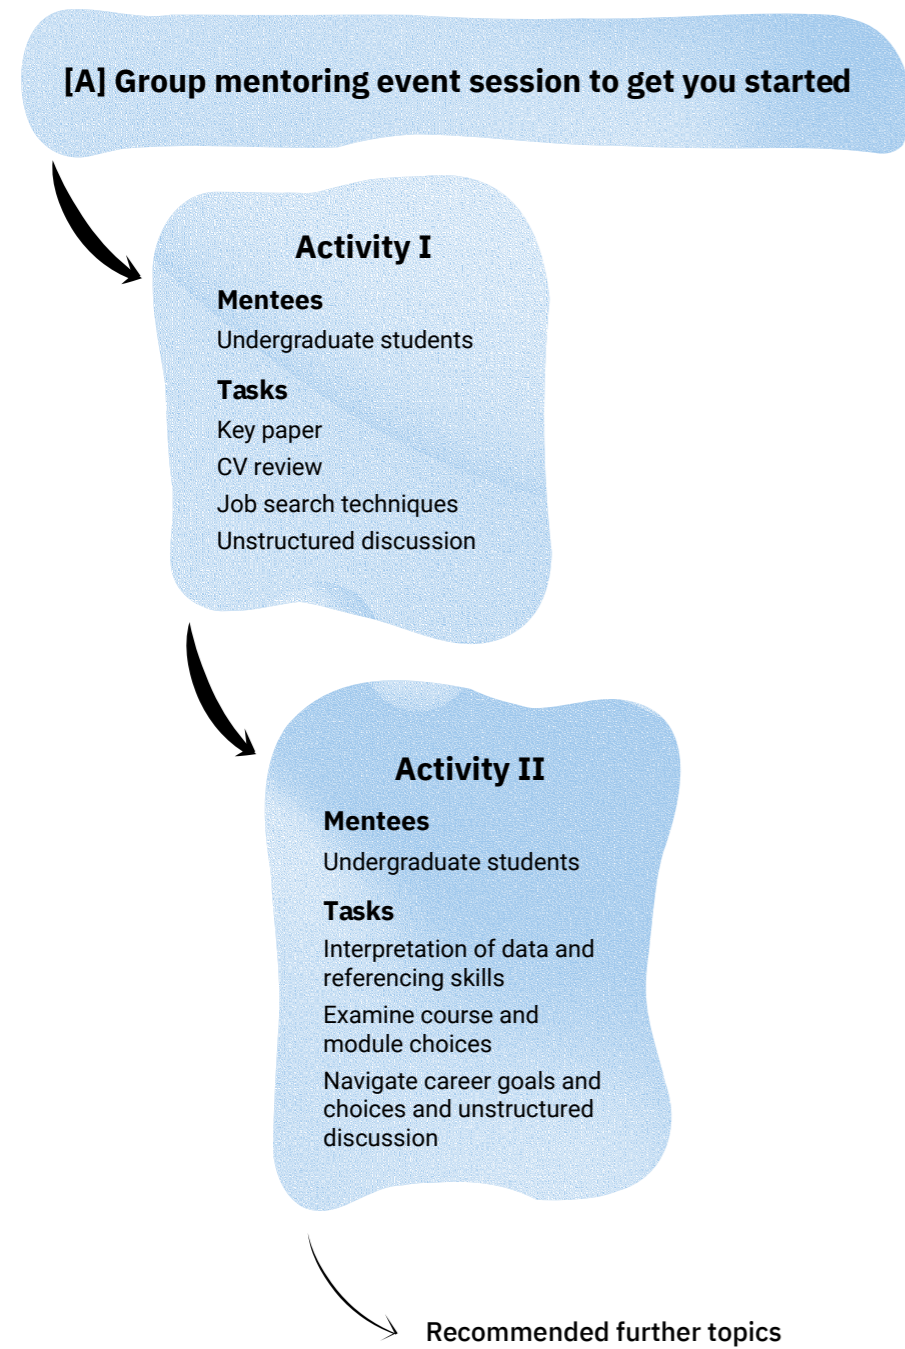 [A] Group mentoring event session to get you started
Activity I
Mentees
Undergraduate students
Tasks
Key paper
CV review
Job search techniques
Unstructured discussion
Activity II
Mentees
Undergraduate students
Tasks
Interpretation of data and
referencing skills
Examine course and
module choices
Navigate career goals and
choices and unstructured
discussion
Recommended further topics